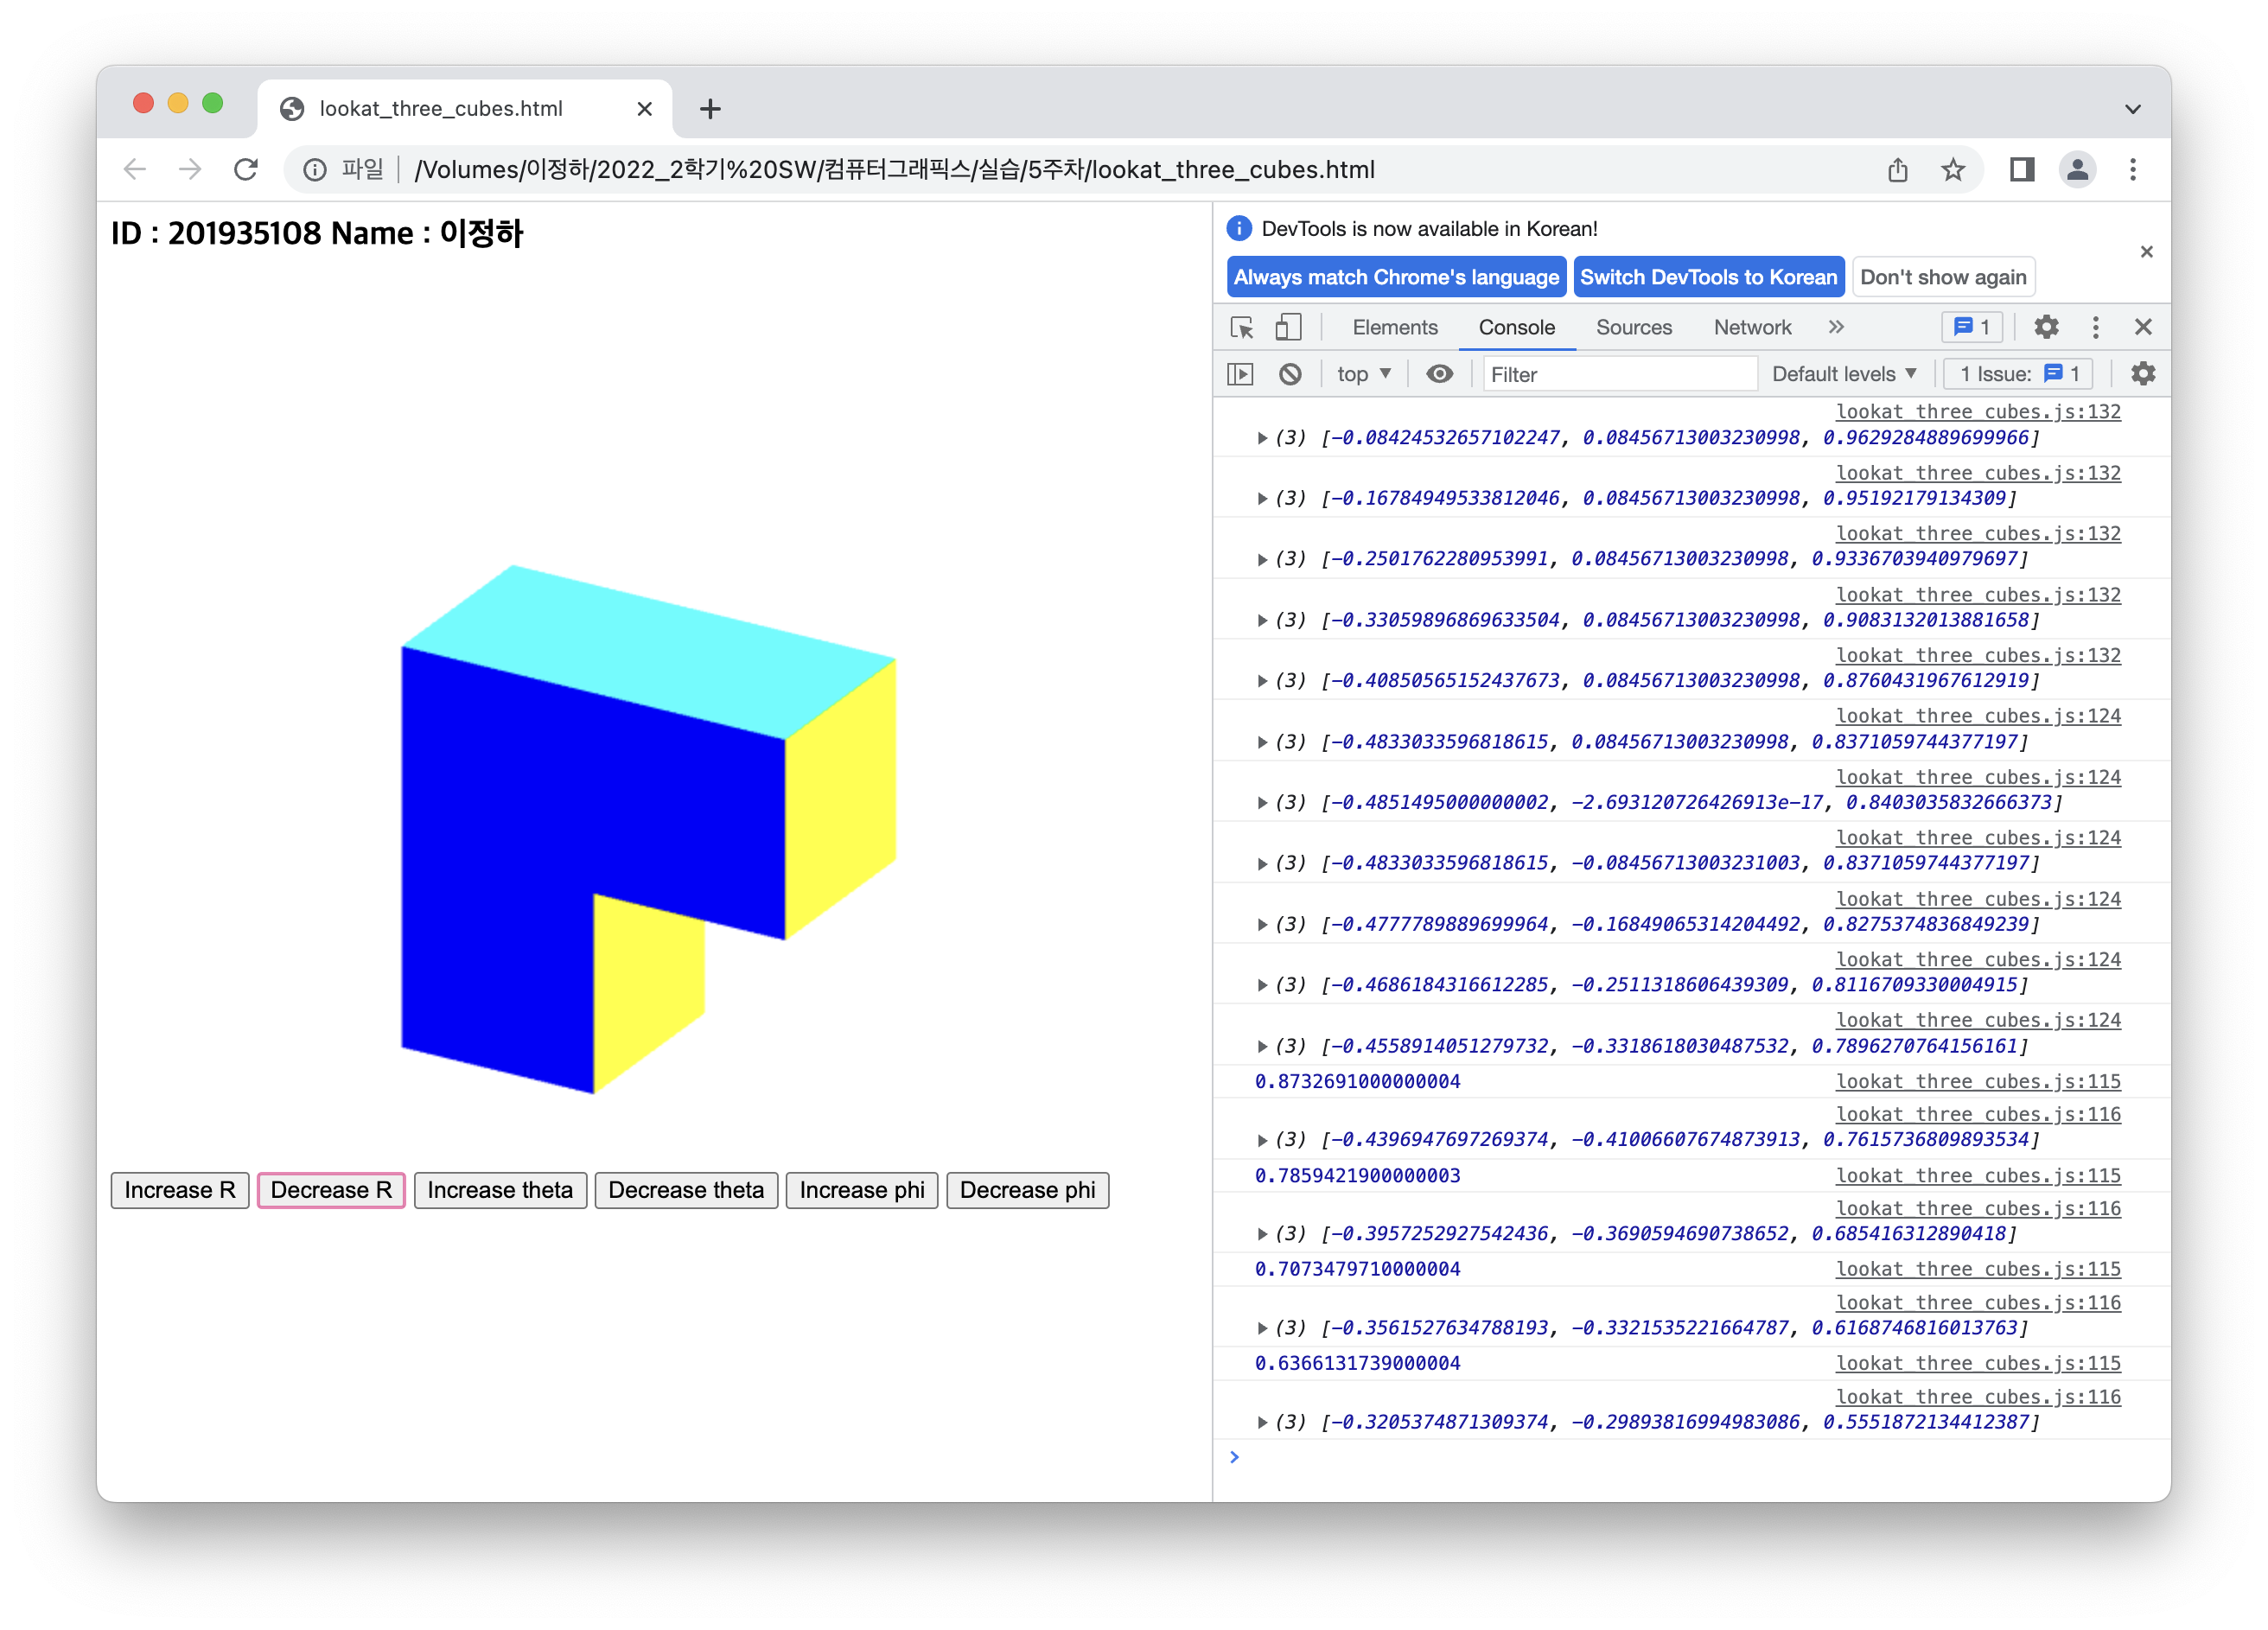 lookat_three_cubes.html
파일 /Volumes/이정하/2022_2학기%20SW/컴퓨터그래픽스/실습/5주차/lookat_three_cubes.html
ID : 201935108 Name : 이정하
Increase R Decrease R Increase theta Decrease theta Increase phi Decrease phi
DevTools is now available in Korean!
Always match Chrome's language Switch DevTools to Korean Don't show again
Elements Console Sources Network 1
top Filter Default levels 1 Issue: 1
lookat_three_cubes.js:132
(3) [-0.08424532657102247, 0.08456713003230998, 0.9629284889699966]
lookat_three_cubes.js:132
(3) [-0.16784949533812046, 0.08456713003230998, 0.95192179134309]
lookat_three_cubes.js:132
(3) [-0.2501762280953991, 0.08456713003230998, 0.9336703940979697]
lookat_three_cubes.js:132
(3) [-0.33059896869633504, 0.08456713003230998, 0.9083132013881658]
lookat_three_cubes.js:132
(3) [-0.40850565152437673, 0.08456713003230998, 0.8760431967612919]
lookat_three_cubes.js:124
(3) [-0.4833033596818615, 0.08456713003230998, 0.8371059744377197]
lookat_three_cubes.js:124
(3) [-0.4851495000000002, -2.693120726426913e-17, 0.8403035832666373]
lookat_three_cubes.js:124
(3) [-0.4833033596818615, -0.08456713003231003, 0.8371059744377197]
lookat_three_cubes.js:124
(3) [-0.4777789889699964, -0.16849065314204492, 0.8275374836849239]
lookat_three_cubes.js:124
(3) [-0.4686184316612285, -0.2511318606439309, 0.8116709330004915]
lookat_three_cubes.js:124
(3) [-0.4558914051279732, -0.3318618030487532, 0.7896270764156161]
0.8732691000000004 lookat_three_cubes.js:115
lookat_three_cubes.js:116
(3) [-0.4396947697269374, -0.41006607674873913, 0.7615736809893534]
0.7859421900000003 lookat_three_cubes.js:115
lookat_three_cubes.js:116
(3) [-0.3957252927542436, -0.3690594690738652, 0.685416312890418]
0.7073479710000004 lookat_three_cubes.js:115
lookat_three_cubes.js:116
(3) [-0.3561527634788193, -0.3321535221664787, 0.6168746816013763]
0.6366131739000004 lookat_three_cubes.js:115
lookat_three_cubes.js:116
(3) [-0.3205374871309374, -0.29893816994983086, 0.5551872134412387]